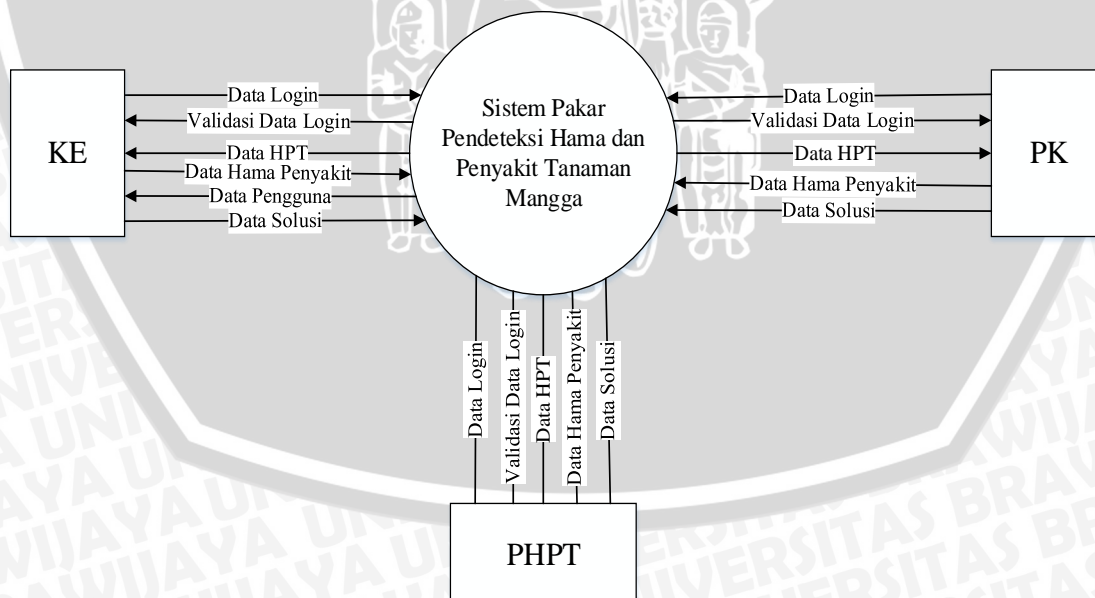 KE
Data Login
Validasi Data Login
Data HPT
Data Hama Penyakit
Data Pengguna
Data Solusi
Sistem Pakar
Pendeteksi Hama dan
Penyakit Tanaman
Mangga
Data Login
Validasi Data Login
Data HPT
Data Hama Penyakit
Data Solusi
PK
Data Login
Validasi Data Login
Data HPT
Data Hama Penyakit
Data Solusi
PHPT